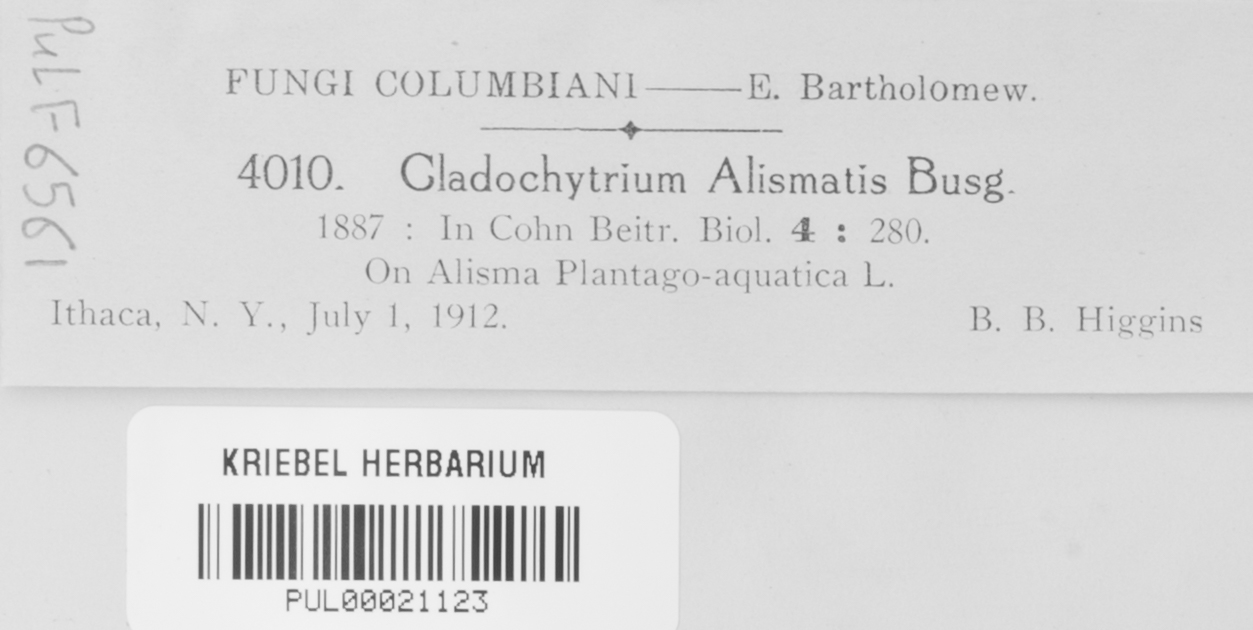 PUL F6561
FUNGI COLUMBIANI——E. Bartholomew.
4010. Cladochytrium Alismatis Busg.
1887 : In Cohn Beitr. Biol. 4 : 280.
On Alisma Plantago-aquatica L.
Ithaca, N. Y., July 1, 1912. B. B. Higgins
KRIEBEL HERBARIUM
PUL00021123